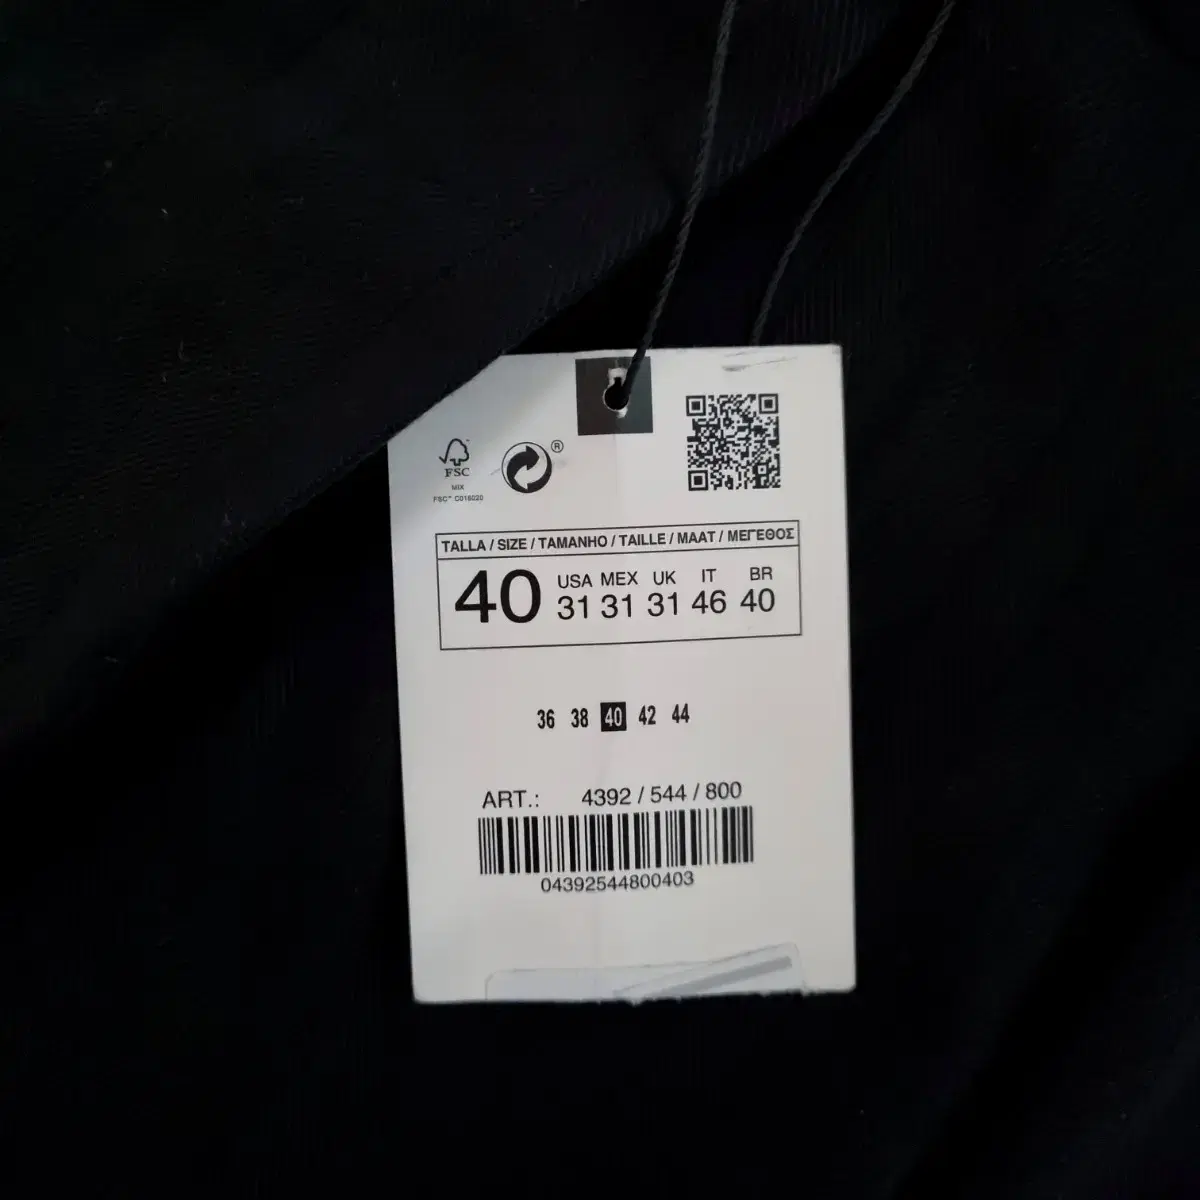 FSC
MIX
FSC™ C016020
®
TALLA / SIZE / TAMANHO / TAILLE / MAAT / ΜΕΓΕΘΟΣ
USA MEX UK IT BR
40 31 31 31 46 40
36 38 40 42 44
ART.: 4392 / 544 / 800
04392544800403